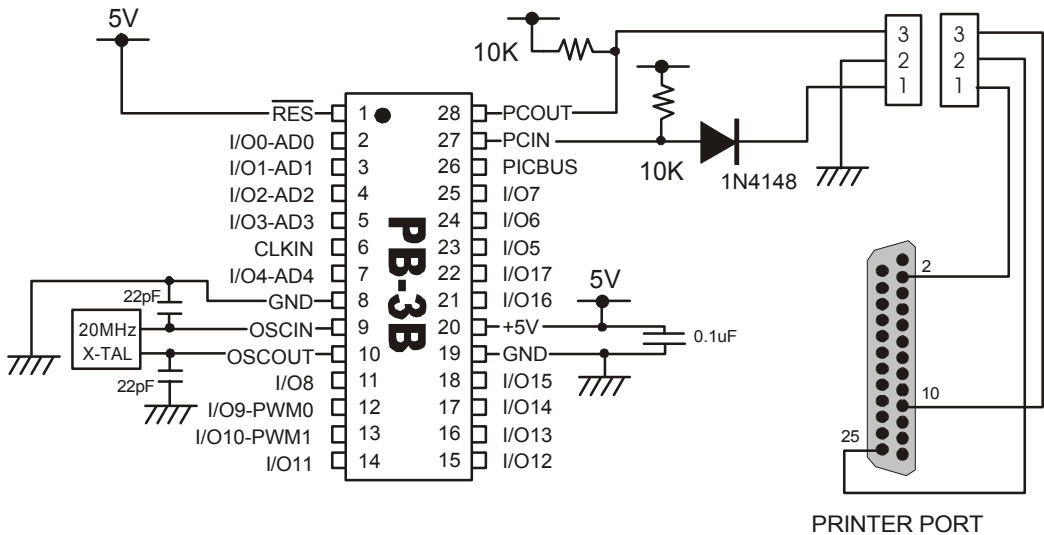 5V
10K
3
2
1
3
2
1
RES 1 28 PCOUT
I/O0-AD0 2 27 PCIN
10K
1N4148
I/O1-AD1 3 26 PICBUS
I/O2-AD2 4 25 I/O7
I/O3-AD3 5 24 I/O6
CLKIN 6 23 I/O5
I/O4-AD4 7 22 I/O17
GND 8 21 I/O16
OSCIN 9 20 +5V
OSCOUT 10 19 GND
I/O8 11 18 I/O15
I/O9-PWM0 12 17 I/O14
I/O10-PWM1 13 16 I/O13
I/O11 14 15 I/O12
PB-3B
22pF
20MHz
X-TAL
22pF
5V
0.1uF
2
10
25
PRINTER PORT